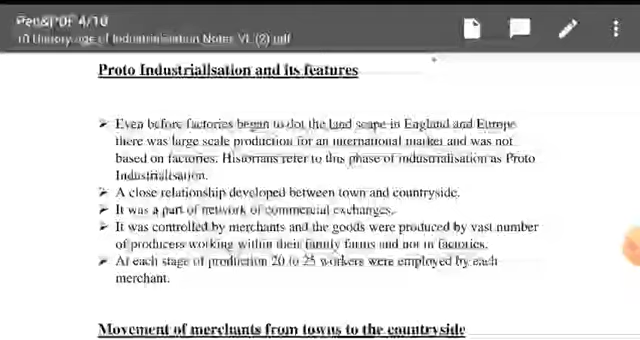 4/10
Proto Industrialisation and its features
➢ Even before factories began to dot the land scape in England and Europe
there was large scale production for an international market and was not
based on factories. Historians refer to this phase of industrialisation as Proto
Industrialisation.
➢ A close relationship developed between town and countryside.
➢ It was a part of network of commercial exchanges.
➢ It was controlled by merchants and the goods were produced by vast number
of producers working within their family farms and not in factories.
➢ At each stage of production 20 to 25 workers were employed by each
merchant.
Movement of merchants from towns to the countryside